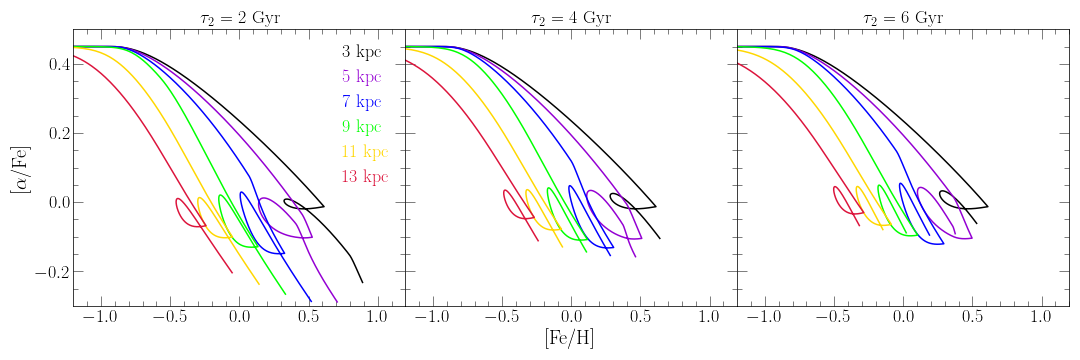 τ₂ = 2 Gyr
τ₂ = 4 Gyr
τ₂ = 6 Gyr
3 kpc
5 kpc
7 kpc
9 kpc
11 kpc
13 kpc
[α/Fe]
0.4
0.2
0.0
−0.2
−1.0 −0.5 0.0 0.5 1.0
−1.0 −0.5 0.0 0.5 1.0
−1.0 −0.5 0.0 0.5 1.0
[Fe/H]